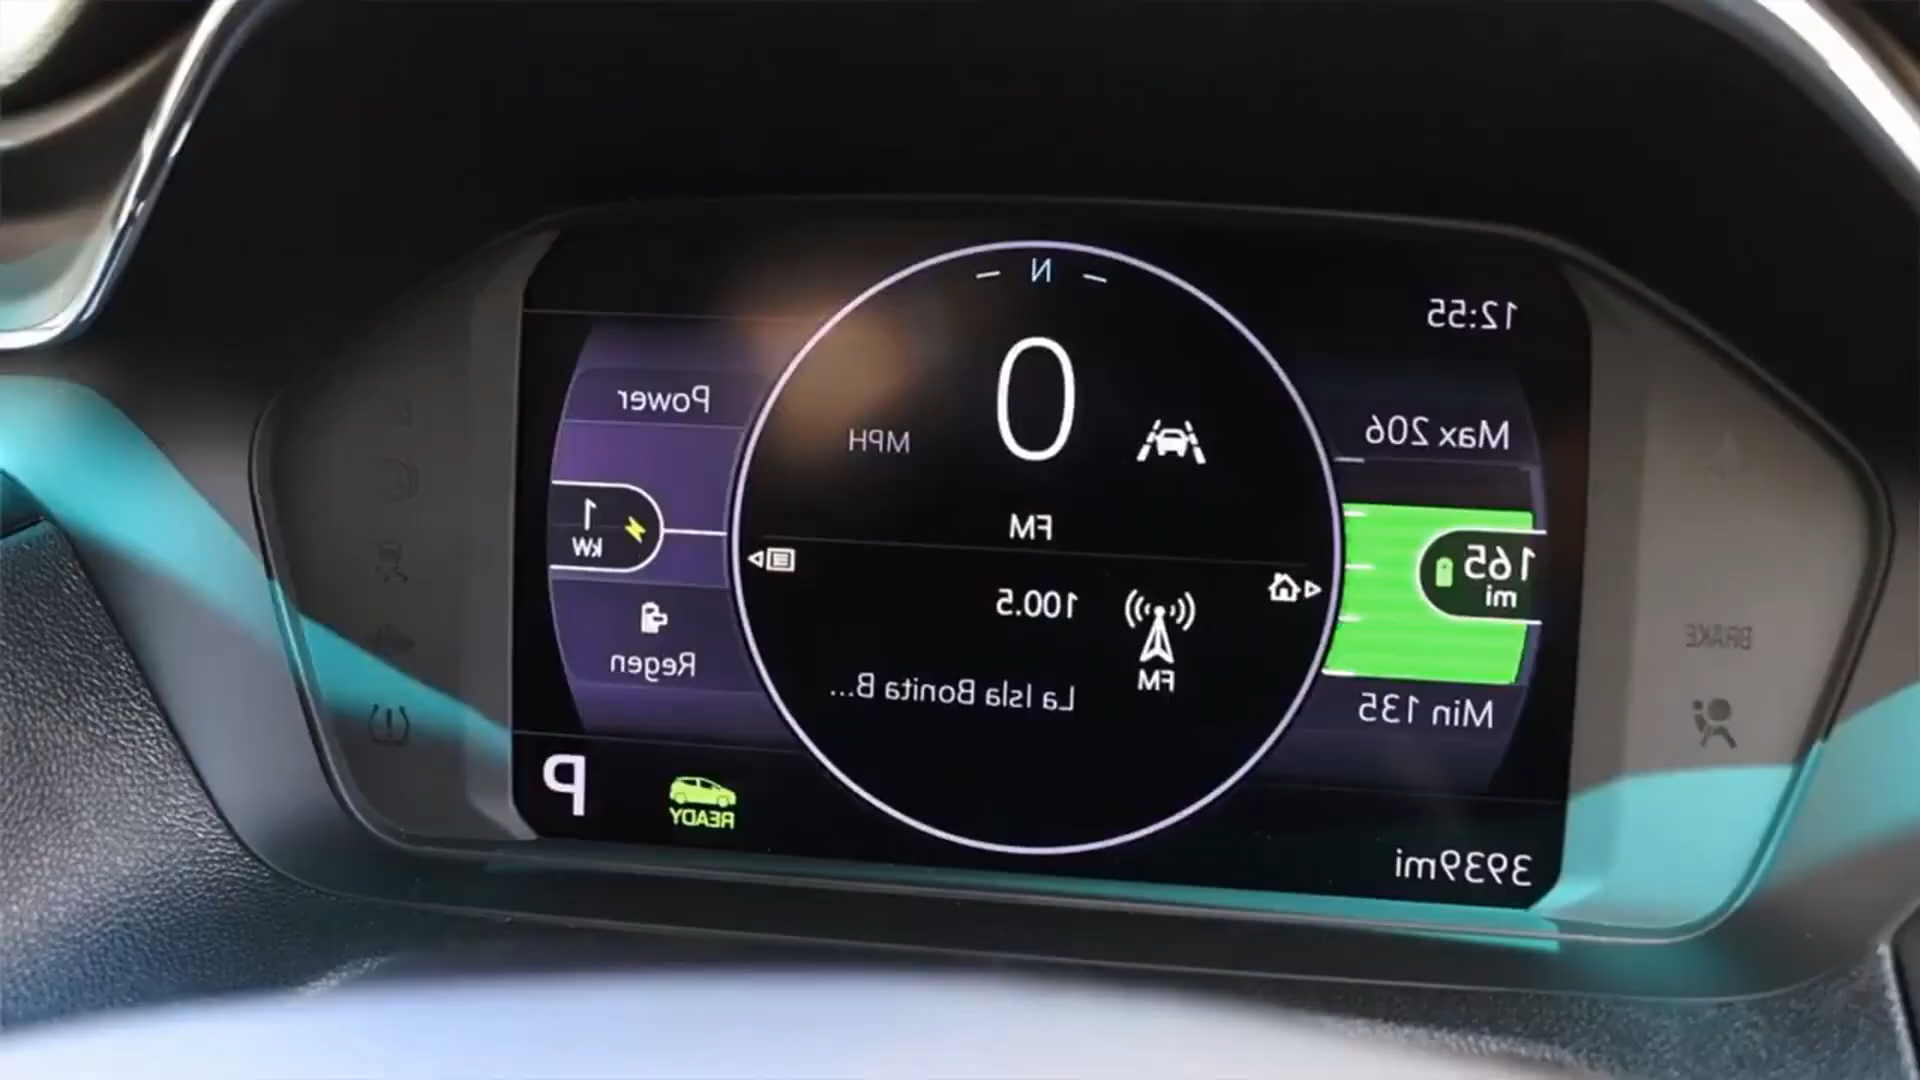 12:55
N
0
MPH
Max 206
165
mi
Min 135
Power
1
kW
Regen
FM
100.5
FM
La Isla Bonita B...
P
READY
3939mi
BRAKE